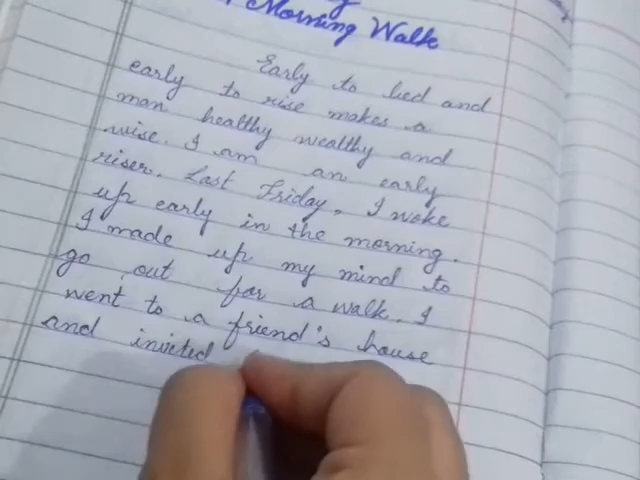 Morning Walk
Early to bed and
early to rise makes a
man healthy wealthy and
wise. I am an early
riser. Last Friday, I woke
up early in the morning.
I made up my mind to
go out for a walk. I
went to a friend's house
and invited